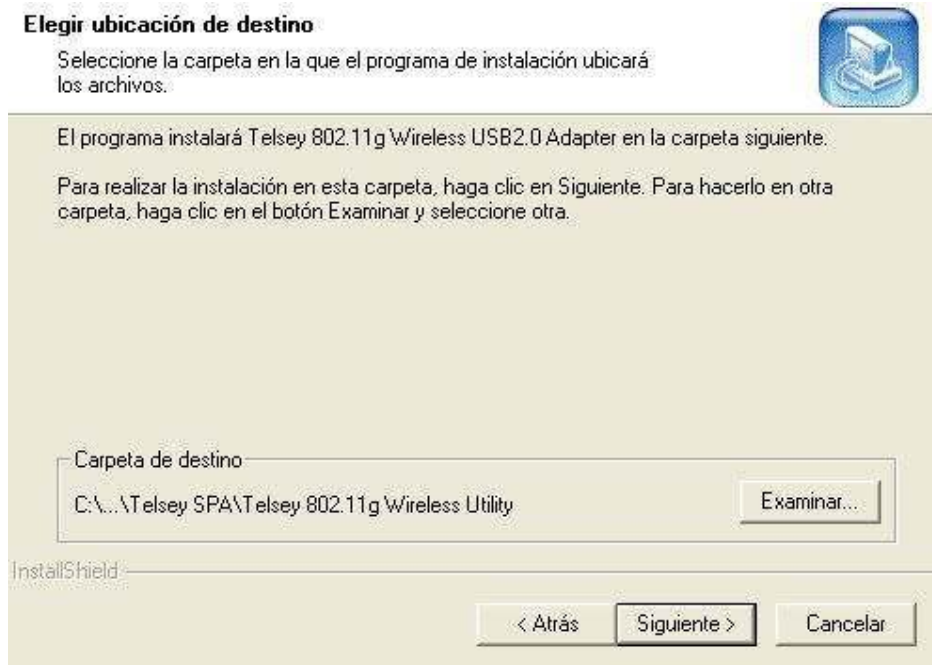 Elegir ubicación de destino
Seleccione la carpeta en la que el programa de instalación ubicará
los archivos.
El programa instalará Telsey 802.11g Wireless USB2.0 Adapter en la carpeta siguiente.
Para realizar la instalación en esta carpeta, haga clic en Siguiente. Para hacerlo en otra
carpeta, haga clic en el botón Examinar y seleccione otra.
Carpeta de destino
C:\...\Telsey SPA\Telsey 802.11g Wireless Utility
Examinar...
InstallShield
< Atrás
Siguiente >
Cancelar